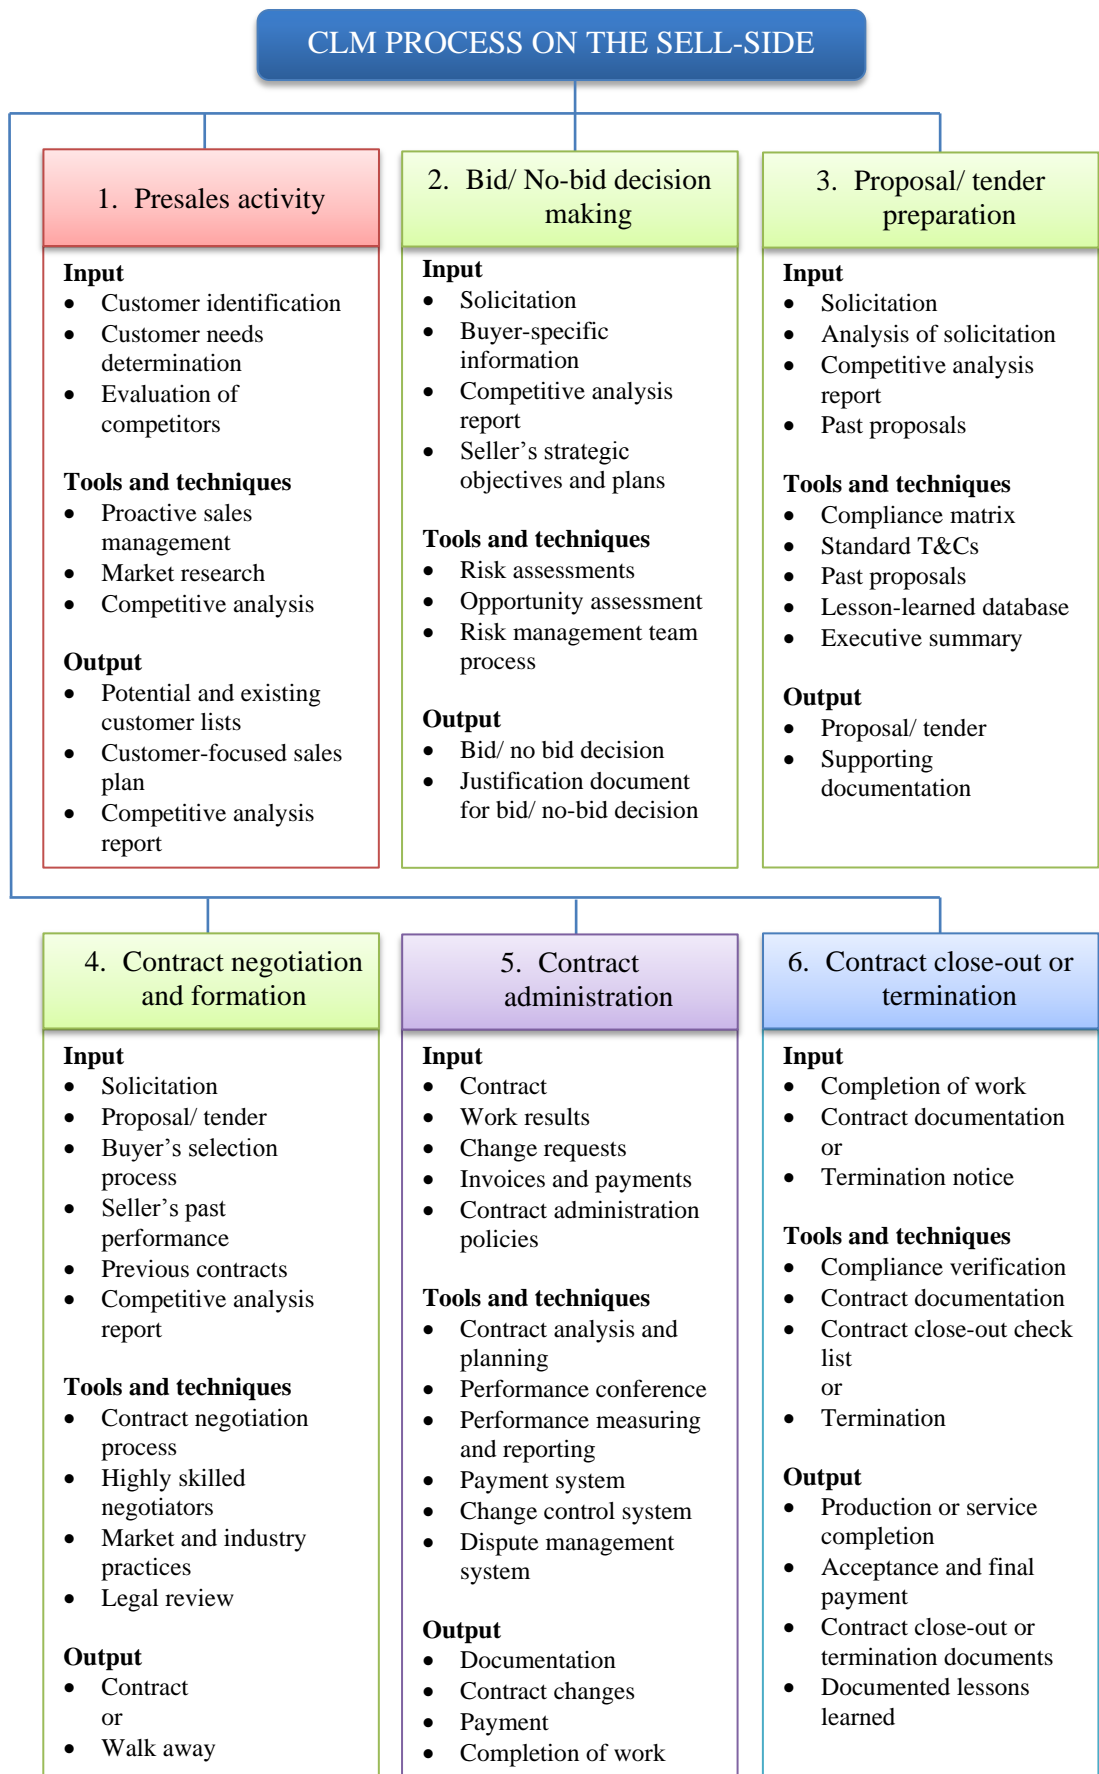 CLM PROCESS ON THE SELL-SIDE
1. Presales activity
Input
• Customer identification
• Customer needs
determination
• Evaluation of
competitors
Tools and techniques
• Proactive sales
management
• Market research
• Competitive analysis
Output
• Potential and existing
customer lists
• Customer-focused sales
plan
• Competitive analysis
report
2. Bid/ No-bid decision
making
Input
• Solicitation
• Buyer-specific
information
• Competitive analysis
report
• Seller’s strategic
objectives and plans
Tools and techniques
• Risk assessments
• Opportunity assessment
• Risk management team
process
Output
• Bid/ no bid decision
• Justification document
for bid/ no-bid decision
3. Proposal/ tender
preparation
Input
• Solicitation
• Analysis of solicitation
• Competitive analysis
report
• Past proposals
Tools and techniques
• Compliance matrix
• Standard T&Cs
• Past proposals
• Lesson-learned database
• Executive summary
Output
• Proposal/ tender
• Supporting
documentation
4. Contract negotiation
and formation
Input
• Solicitation
• Proposal/ tender
• Buyer’s selection
process
• Seller’s past
performance
• Previous contracts
• Competitive analysis
report
Tools and techniques
• Contract negotiation
process
• Highly skilled
negotiators
• Market and industry
practices
• Legal review
Output
• Contract
or
• Walk away
5. Contract
administration
Input
• Contract
• Work results
• Change requests
• Invoices and payments
• Contract administration
policies
Tools and techniques
• Contract analysis and
planning
• Performance conference
• Performance measuring
and reporting
• Payment system
• Change control system
• Dispute management
system
Output
• Documentation
• Contract changes
• Payment
• Completion of work
6. Contract close-out or
termination
Input
• Completion of work
• Contract documentation
or
• Termination notice
Tools and techniques
• Compliance verification
• Contract documentation
• Contract close-out check
list
or
• Termination
Output
• Production or service
completion
• Acceptance and final
payment
• Contract close-out or
termination documents
• Documented lessons
learned